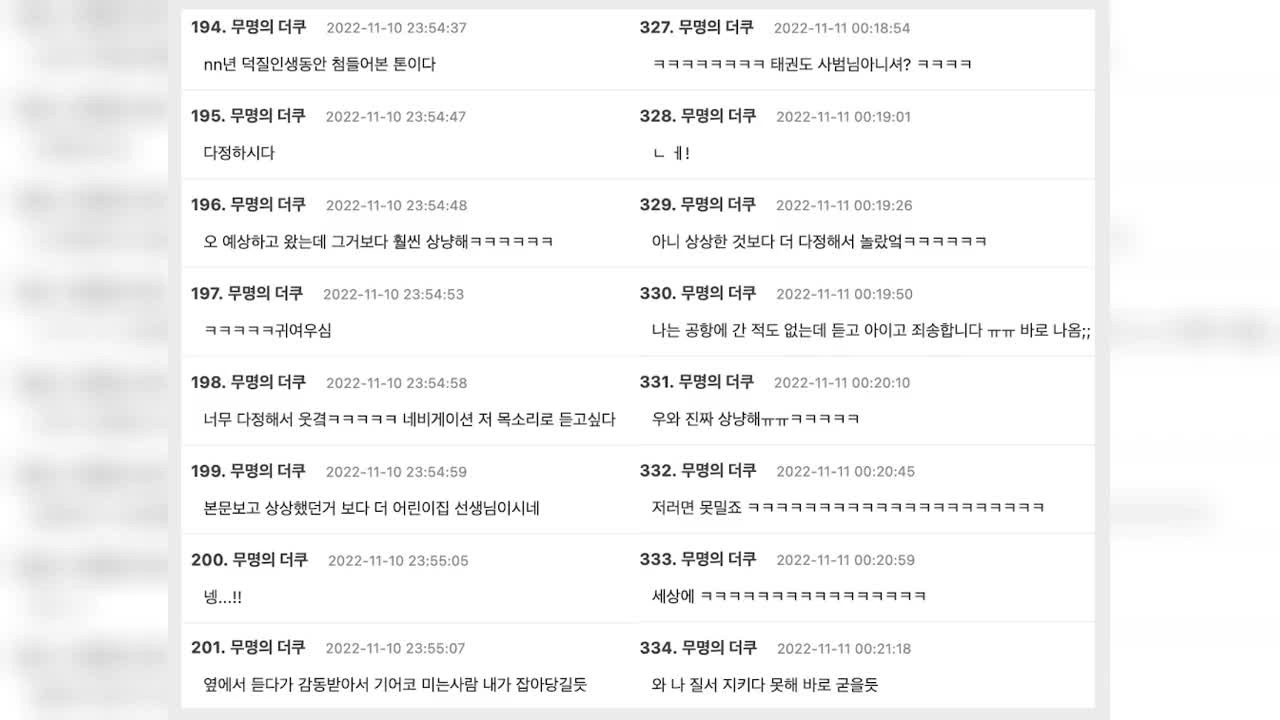 194. 무명의 더쿠 2022-11-10 23:54:37
nn년 덕질인생동안 첨들어본 톤이다
195. 무명의 더쿠 2022-11-10 23:54:47
다정하시다
196. 무명의 더쿠 2022-11-10 23:54:48
오 예상하고 왔는데 그거보다 훨씬 상냥해ㅋㅋㅋㅋㅋㅋ
197. 무명의 더쿠 2022-11-10 23:54:53
ㅋㅋㅋㅋㅋ귀여우심
198. 무명의 더쿠 2022-11-10 23:54:58
너무 다정해서 웃겪ㅋㅋㅋㅋㅋ 네비게이션 저 목소리로 듣고싶다
199. 무명의 더쿠 2022-11-10 23:54:59
본문보고 상상했던거 보다 더 어린이집 선생님이시네
200. 무명의 더쿠 2022-11-10 23:55:05
넹...!!
201. 무명의 더쿠 2022-11-10 23:55:07
옆에서 듣다가 감동받아서 기어코 미는사람 내가 잡아당길듯
327. 무명의 더쿠 2022-11-11 00:18:54
ㅋㅋㅋㅋㅋㅋㅋㅋ 태권도 사범님아니셔? ㅋㅋㅋㅋ
328. 무명의 더쿠 2022-11-11 00:19:01
ㄴ ㅔ!
329. 무명의 더쿠 2022-11-11 00:19:26
아니 상상한 것보다 더 다정해서 놀랐엌ㅋㅋㅋㅋㅋㅋ
330. 무명의 더쿠 2022-11-11 00:19:50
나는 공항에 간 적도 없는데 듣고 아이고 죄송합니다 ㅠㅠ 바로 나옴;;
331. 무명의 더쿠 2022-11-11 00:20:10
우와 진짜 상냥해ㅠㅠㅋㅋㅋㅋㅋ
332. 무명의 더쿠 2022-11-11 00:20:45
저러면 못밀죠 ㅋㅋㅋㅋㅋㅋㅋㅋㅋㅋㅋㅋㅋㅋㅋㅋㅋㅋㅋㅋㅋ
333. 무명의 더쿠 2022-11-11 00:20:59
세상에 ㅋㅋㅋㅋㅋㅋㅋㅋㅋㅋㅋㅋㅋㅋㅋㅋ
334. 무명의 더쿠 2022-11-11 00:21:18
와 나 질서 지키다 못해 바로 굳을듯